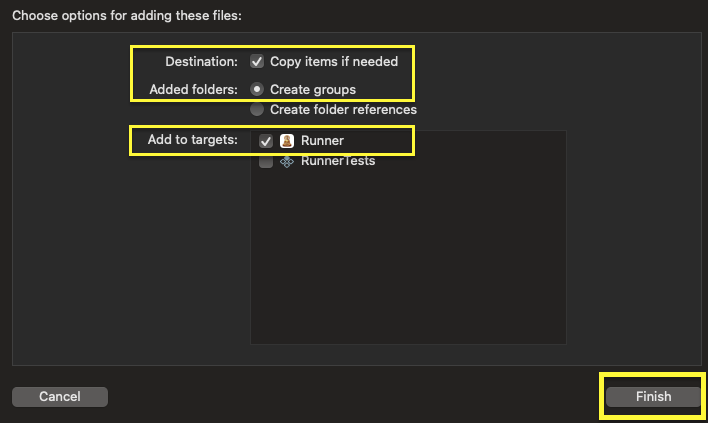 Choose options for adding these files:
Destination: Copy items if needed
Added folders: Create groups
Create folder references
Add to targets: Runner
RunnerTests
Cancel Finish